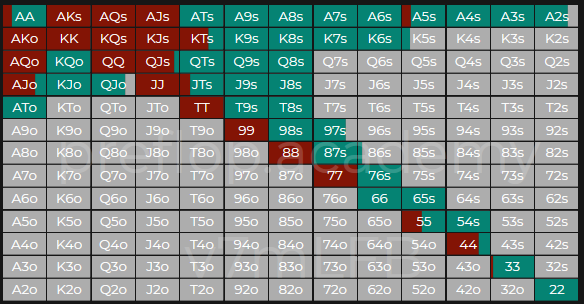 AA AKs AQs AJs ATs A9s A8s A7s A6s A5s A4s A3s A2s
AKo KK KQs KJs KTs K9s K8s K7s K6s K5s K4s K3s K2s
AQo KQo QQ QJs QTs Q9s Q8s Q7s Q6s Q5s Q4s Q3s Q2s
AJo KJo QJo JJ JTs J9s J8s J7s J6s J5s J4s J3s J2s
ATo KTo QTo JTo TT T9s T8s T7s T6s T5s T4s T3s T2s
A9o K9o Q9o J9o T9o 99 98s 97s 96s 95s 94s 93s 92s
A8o K8o Q8o J8o T8o 98o 88 87s 86s 85s 84s 83s 82s
A7o K7o Q7o J7o T7o 97o 87o 77 76s 75s 74s 73s 72s
A6o K6o Q6o J6o T6o 96o 86o 76o 66 65s 64s 63s 62s
A5o K5o Q5o J5o T5o 95o 85o 75o 65o 55 54s 53s 52s
A4o K4o Q4o J4o T4o 94o 84o 74o 64o 54o 44 43s 42s
A3o K3o Q3o J3o T3o 93o 83o 73o 63o 53o 43o 33 32s
A2o K2o Q2o J2o T2o 92o 82o 72o 62o 52o 42o 32o 22
preflop.academy